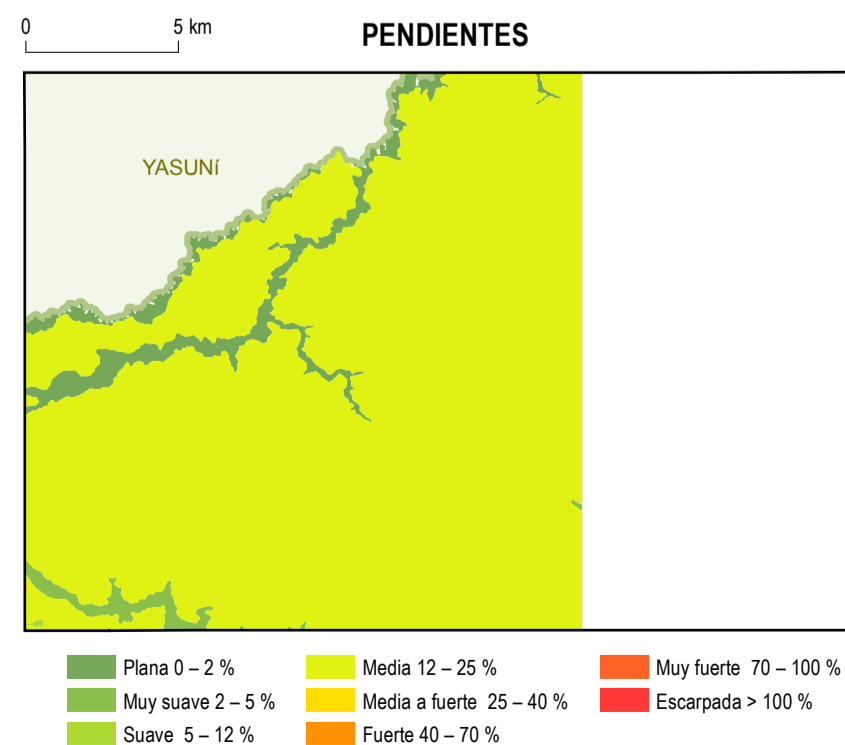 0 5 km
PENDIENTES
YASUNí
Plana 0 – 2 %
Muy suave 2 – 5 %
Suave 5 – 12 %
Media 12 – 25 %
Media a fuerte 25 – 40 %
Fuerte 40 – 70 %
Muy fuerte 70 – 100 %
Escarpada > 100 %